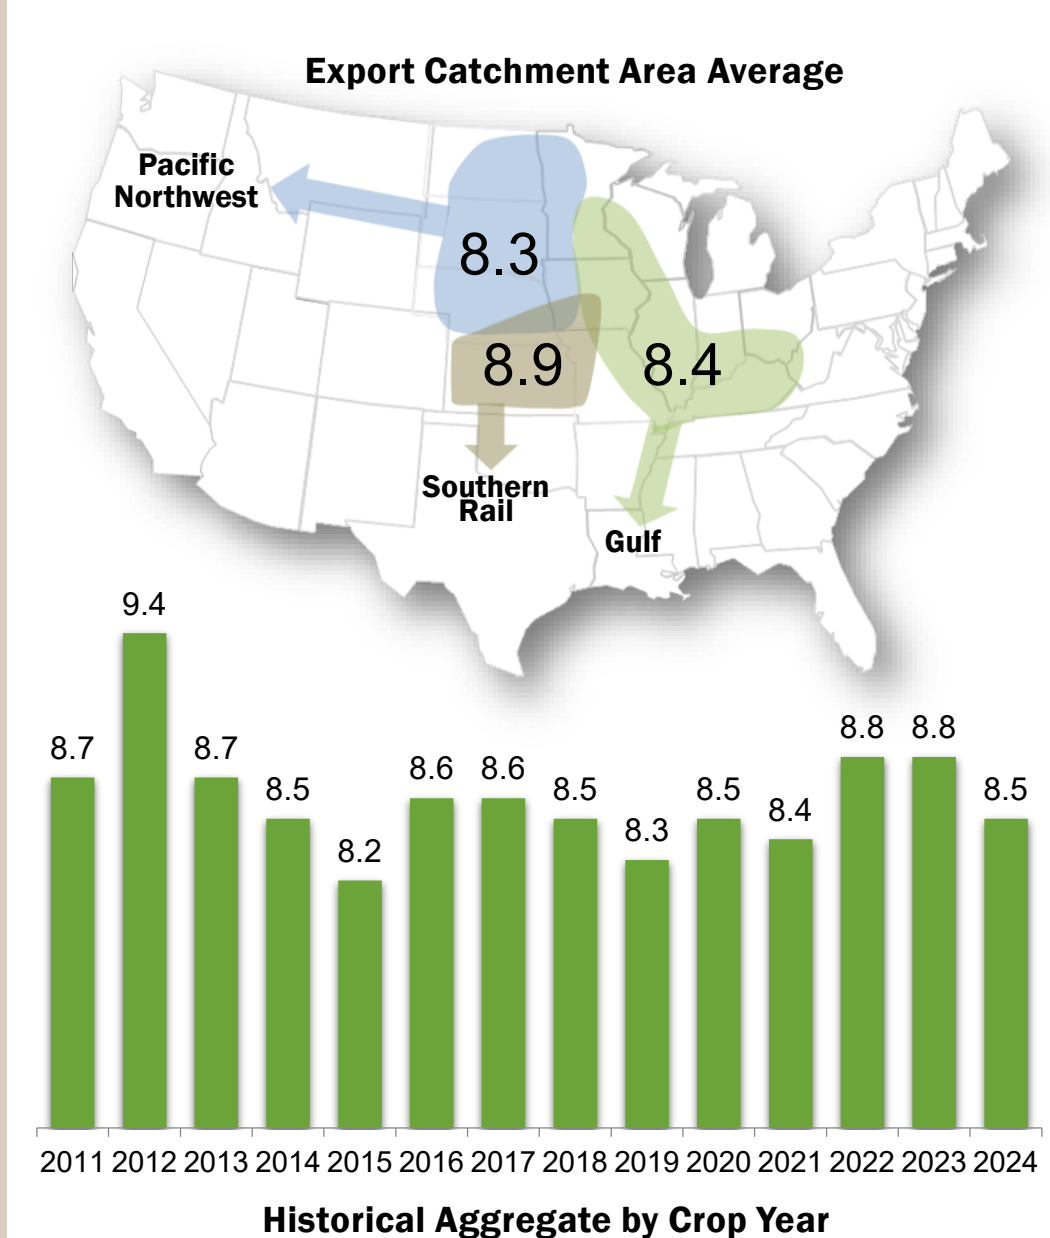 Export Catchment Area Average
Pacific
Northwest
8.3
8.9
8.4
Southern
Rail
Gulf
9.4
8.7
8.7
8.5
8.2
8.6
8.6
8.5
8.3
8.5
8.4
8.8
8.8
8.5
2011 2012 2013 2014 2015 2016 2017 2018 2019 2020 2021 2022 2023 2024
Historical Aggregate by Crop Year